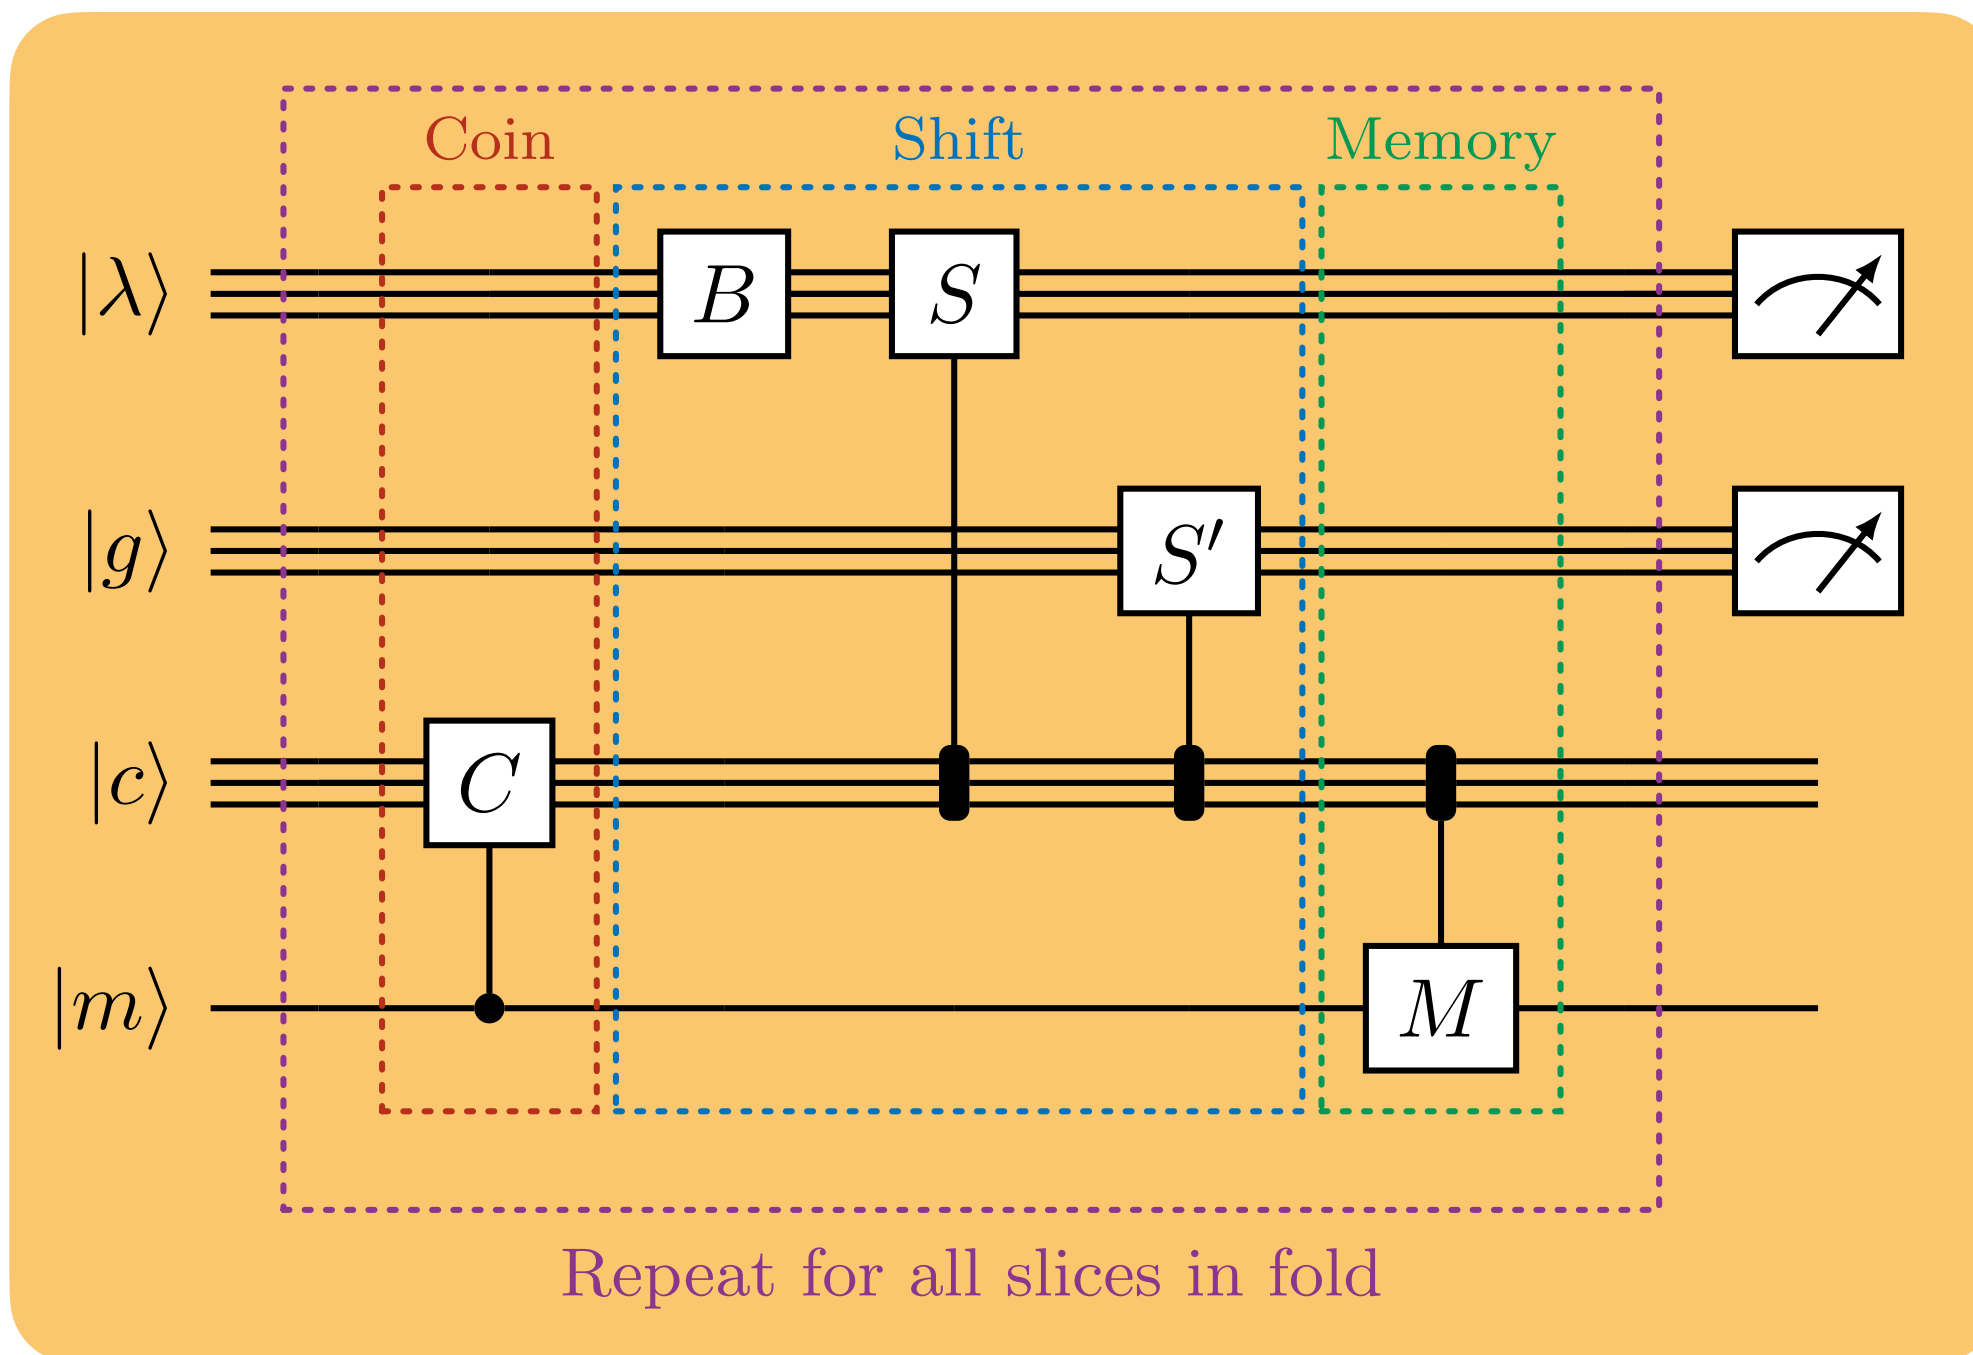 Coin Shift Memory
|λ⟩ B S
|g⟩ S′
|c⟩ C
|m⟩ M
Repeat for all slices in fold